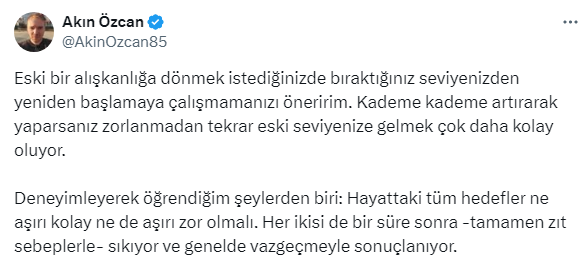 Akın Özcan
@AkinOzcan85
Eski bir alışkanlığa dönmek istediğinizde bıraktığınız seviyenizden
yeniden başlamaya çalışmamanızı öneririm. Kademe kademe artırarak
yaparsanız zorlanmadan tekrar eski seviyenize gelmek çok daha kolay
oluyor.
Deneyimleyerek öğrendiğim şeylerden biri: Hayattaki tüm hedefler ne
aşırı kolay ne de aşırı zor olmalı. Her ikisi de bir süre sonra -tamamen zıt
sebeplerle- sıkıyor ve genelde vazgeçmeyle sonuçlanıyor.